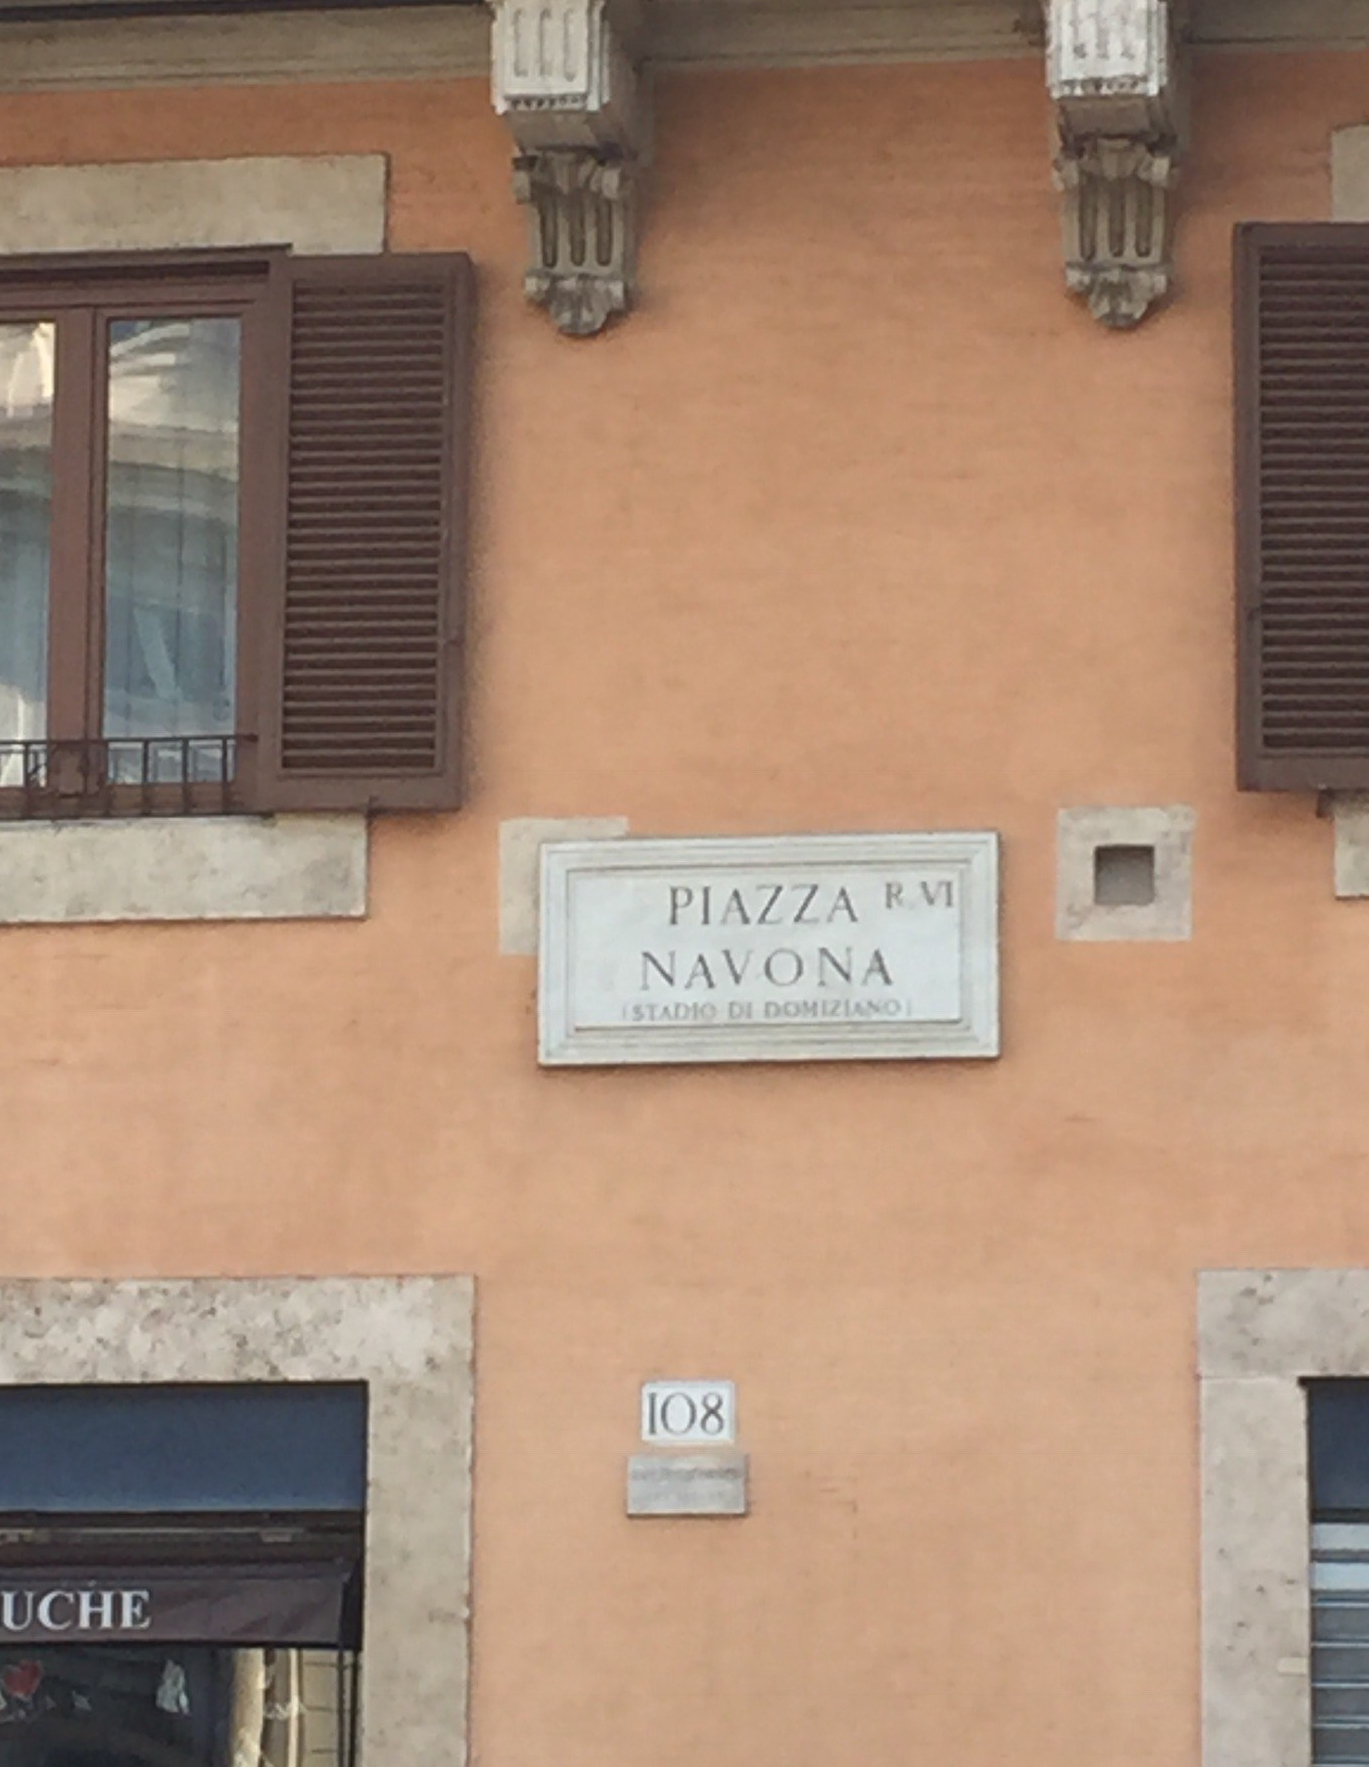 PIAZZA R. VI
NAVONA
(STADIO DI DOMIZIANO)
108
UCHE